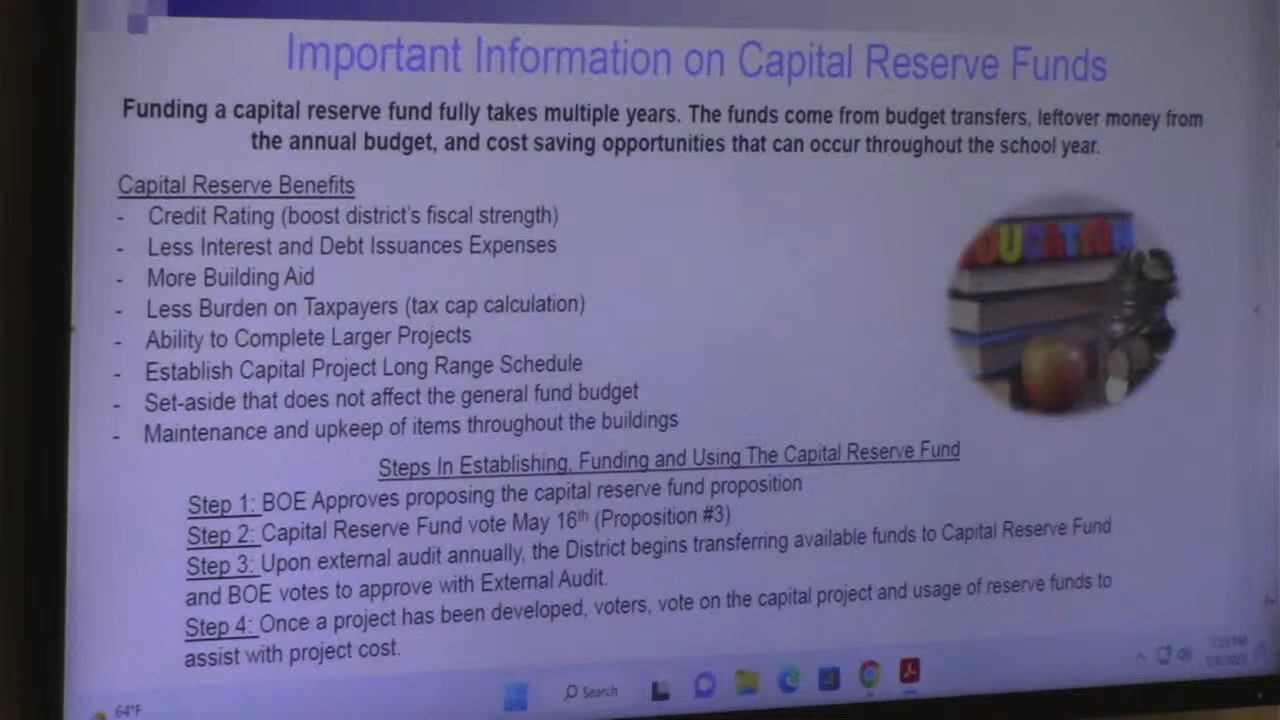 Important Information on Capital Reserve Funds
Funding a capital reserve fund fully takes multiple years. The funds come from budget transfers, leftover money from
the annual budget, and cost saving opportunities that can occur throughout the school year.
Capital Reserve Benefits
- Credit Rating (boost district's fiscal strength)
- Less Interest and Debt Issuances Expenses
- More Building Aid
- Less Burden on Taxpayers (tax cap calculation)
- Ability to Complete Larger Projects
- Establish Capital Project Long Range Schedule
- Set-aside that does not affect the general fund budget
- Maintenance and upkeep of items throughout the buildings
Steps In Establishing, Funding and Using The Capital Reserve Fund
Step 1: BOE Approves proposing the capital reserve fund proposition
Step 2: Capital Reserve Fund vote May 16th (Proposition #3)
Step 3: Upon external audit annually, the District begins transferring available funds to Capital Reserve Fund
and BOE votes to approve with External Audit.
Step 4: Once a project has been developed, voters, vote on the capital project and usage of reserve funds to
assist with project cost.
64°F
Search